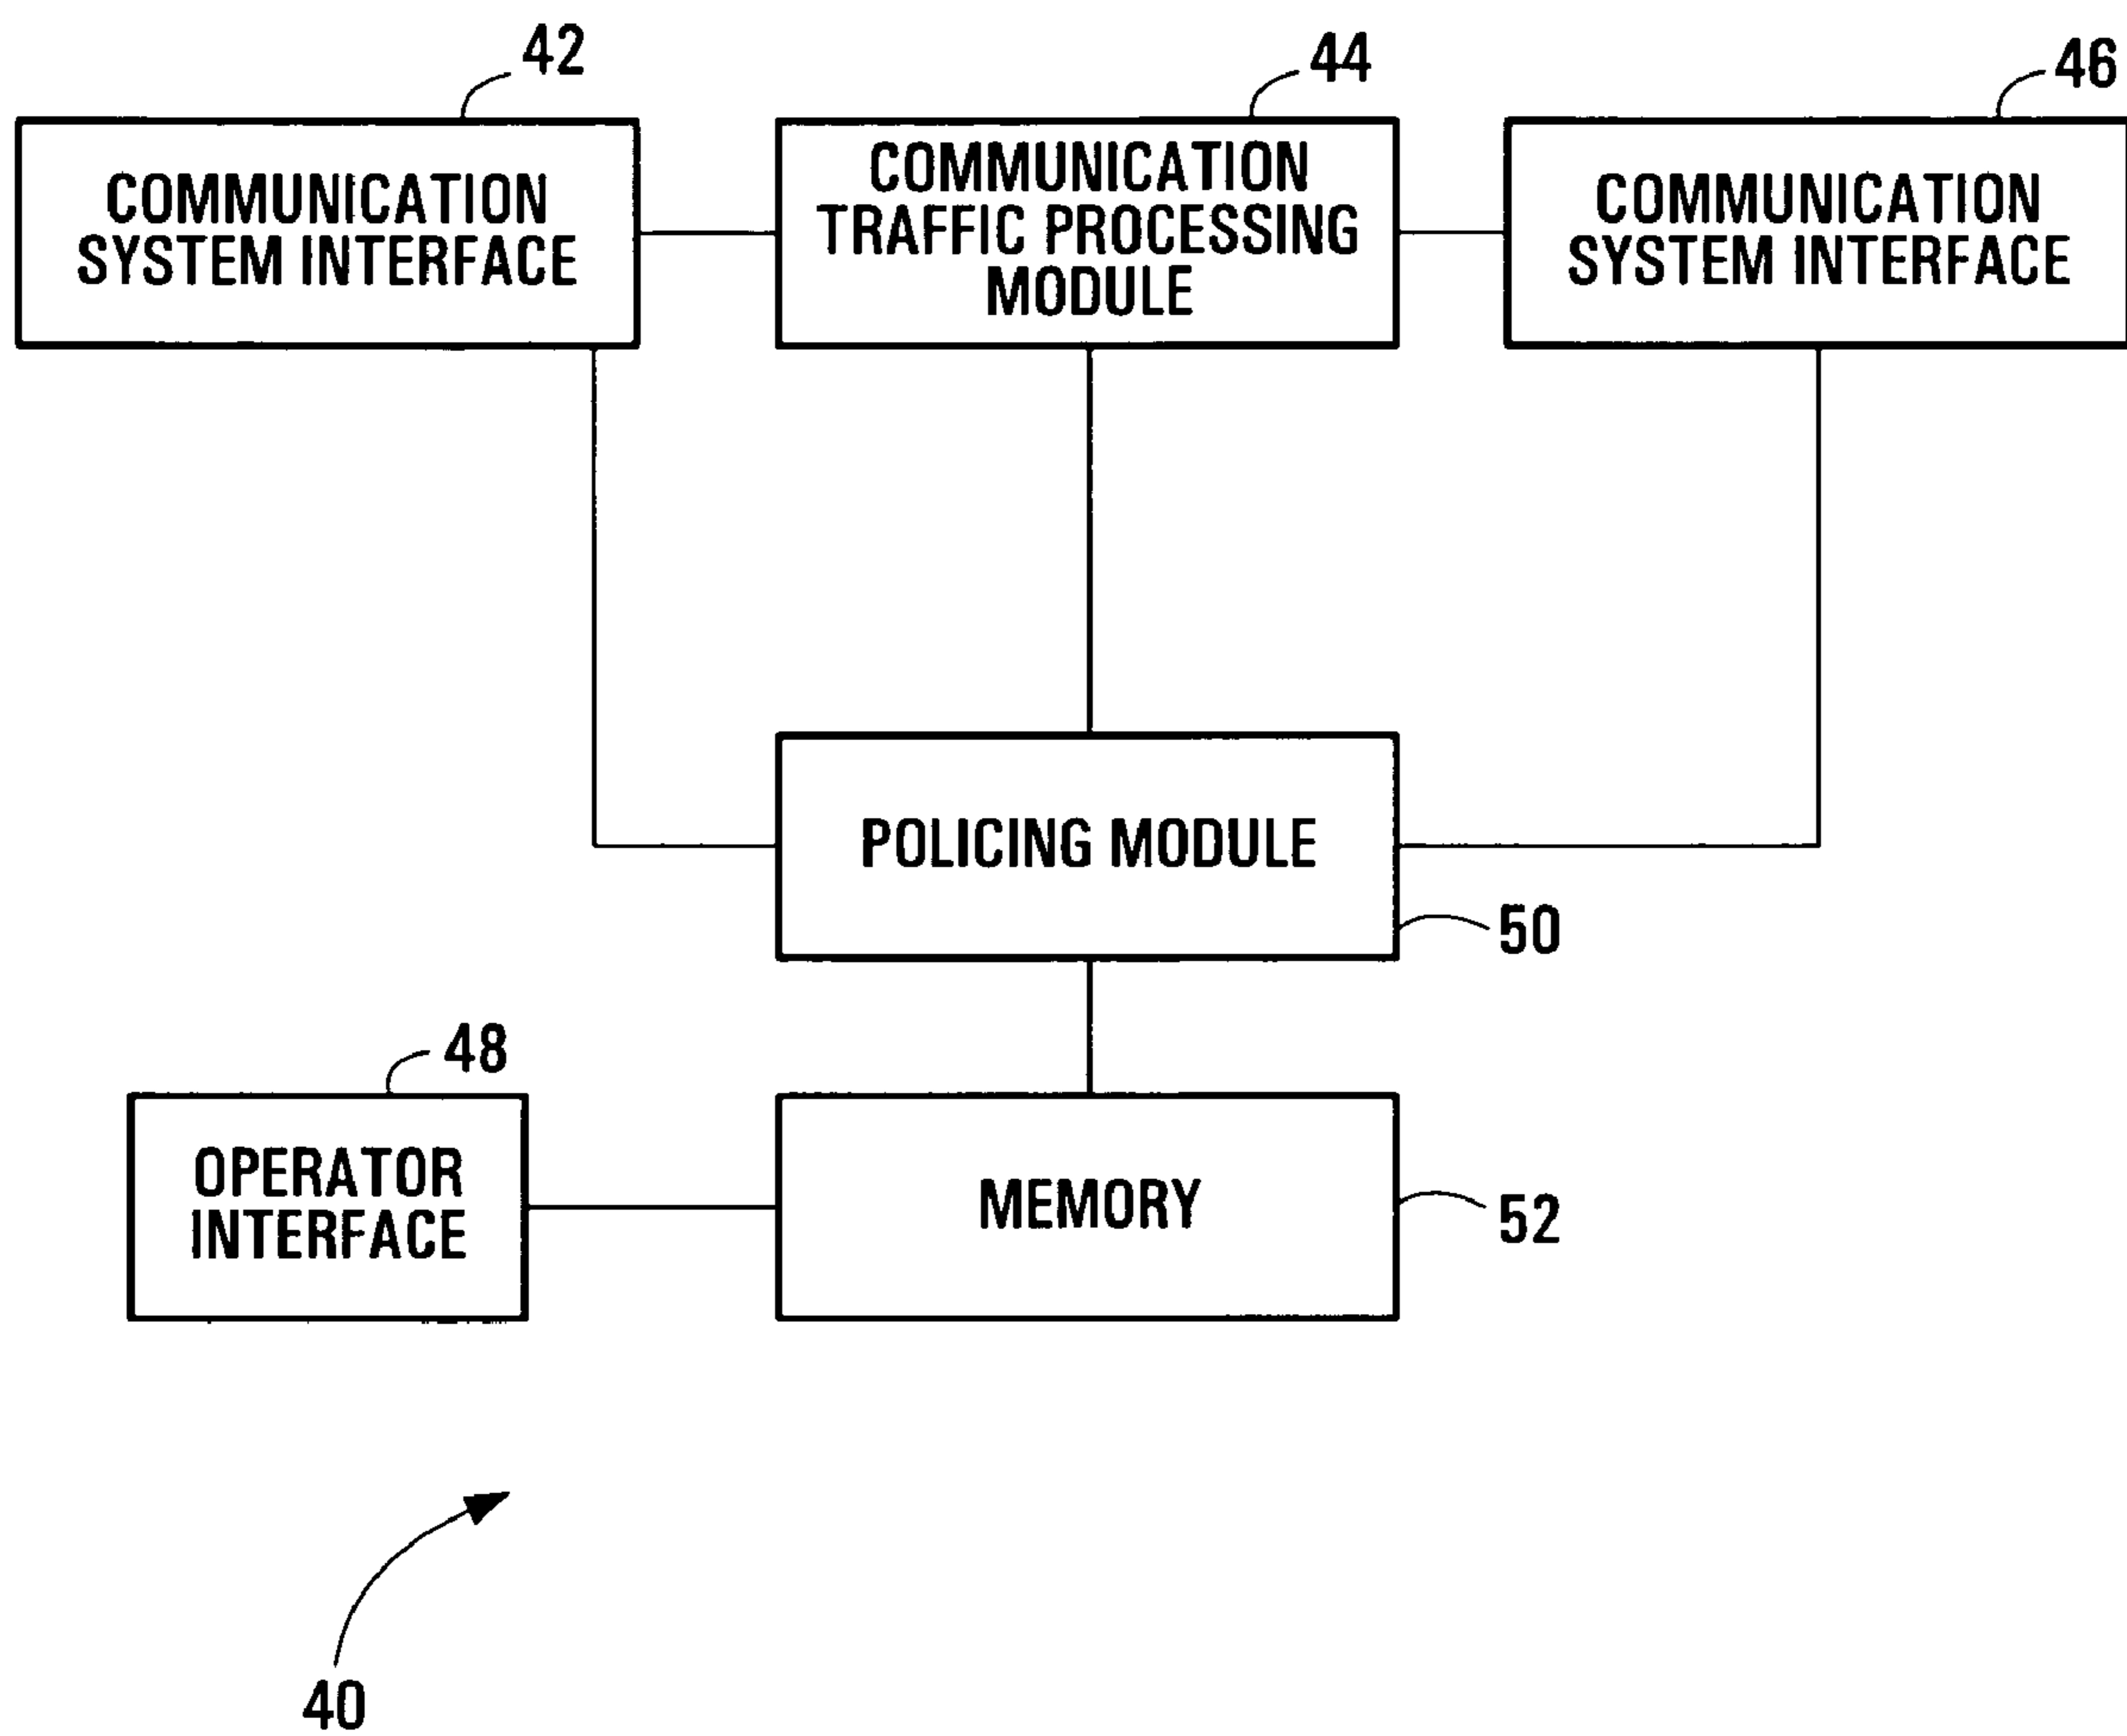 42
44
46
COMMUNICATION
SYSTEM INTERFACE
COMMUNICATION
TRAFFIC PROCESSING
MODULE
COMMUNICATION
SYSTEM INTERFACE
POLICING MODULE
50
48
OPERATOR
INTERFACE
MEMORY
52
40